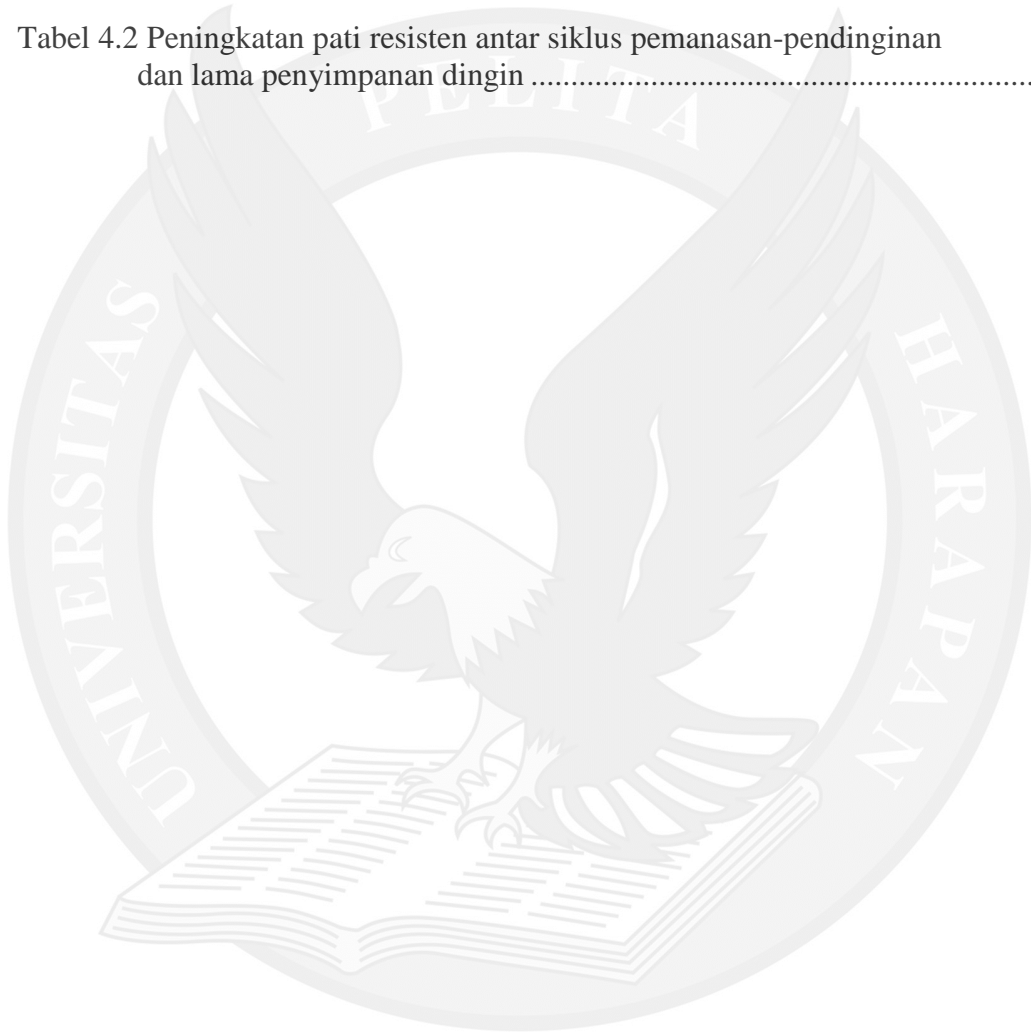 Tabel 4.2 Peningkatan pati resisten antar siklus pemanasan-pendinginan
dan lama penyimpanan dingin ................................................................
UNIVERSITAS PELITA HARAPAN